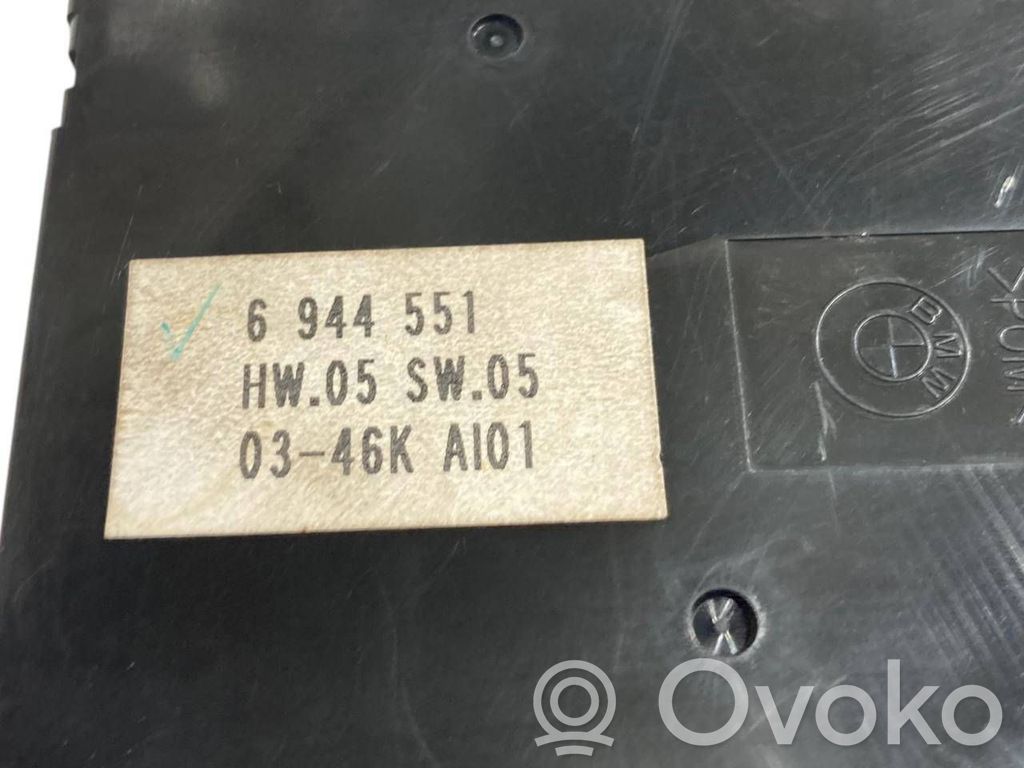 6 944 551
HW.05 SW.05
03-46K AI01
BMW
K
Ovoko